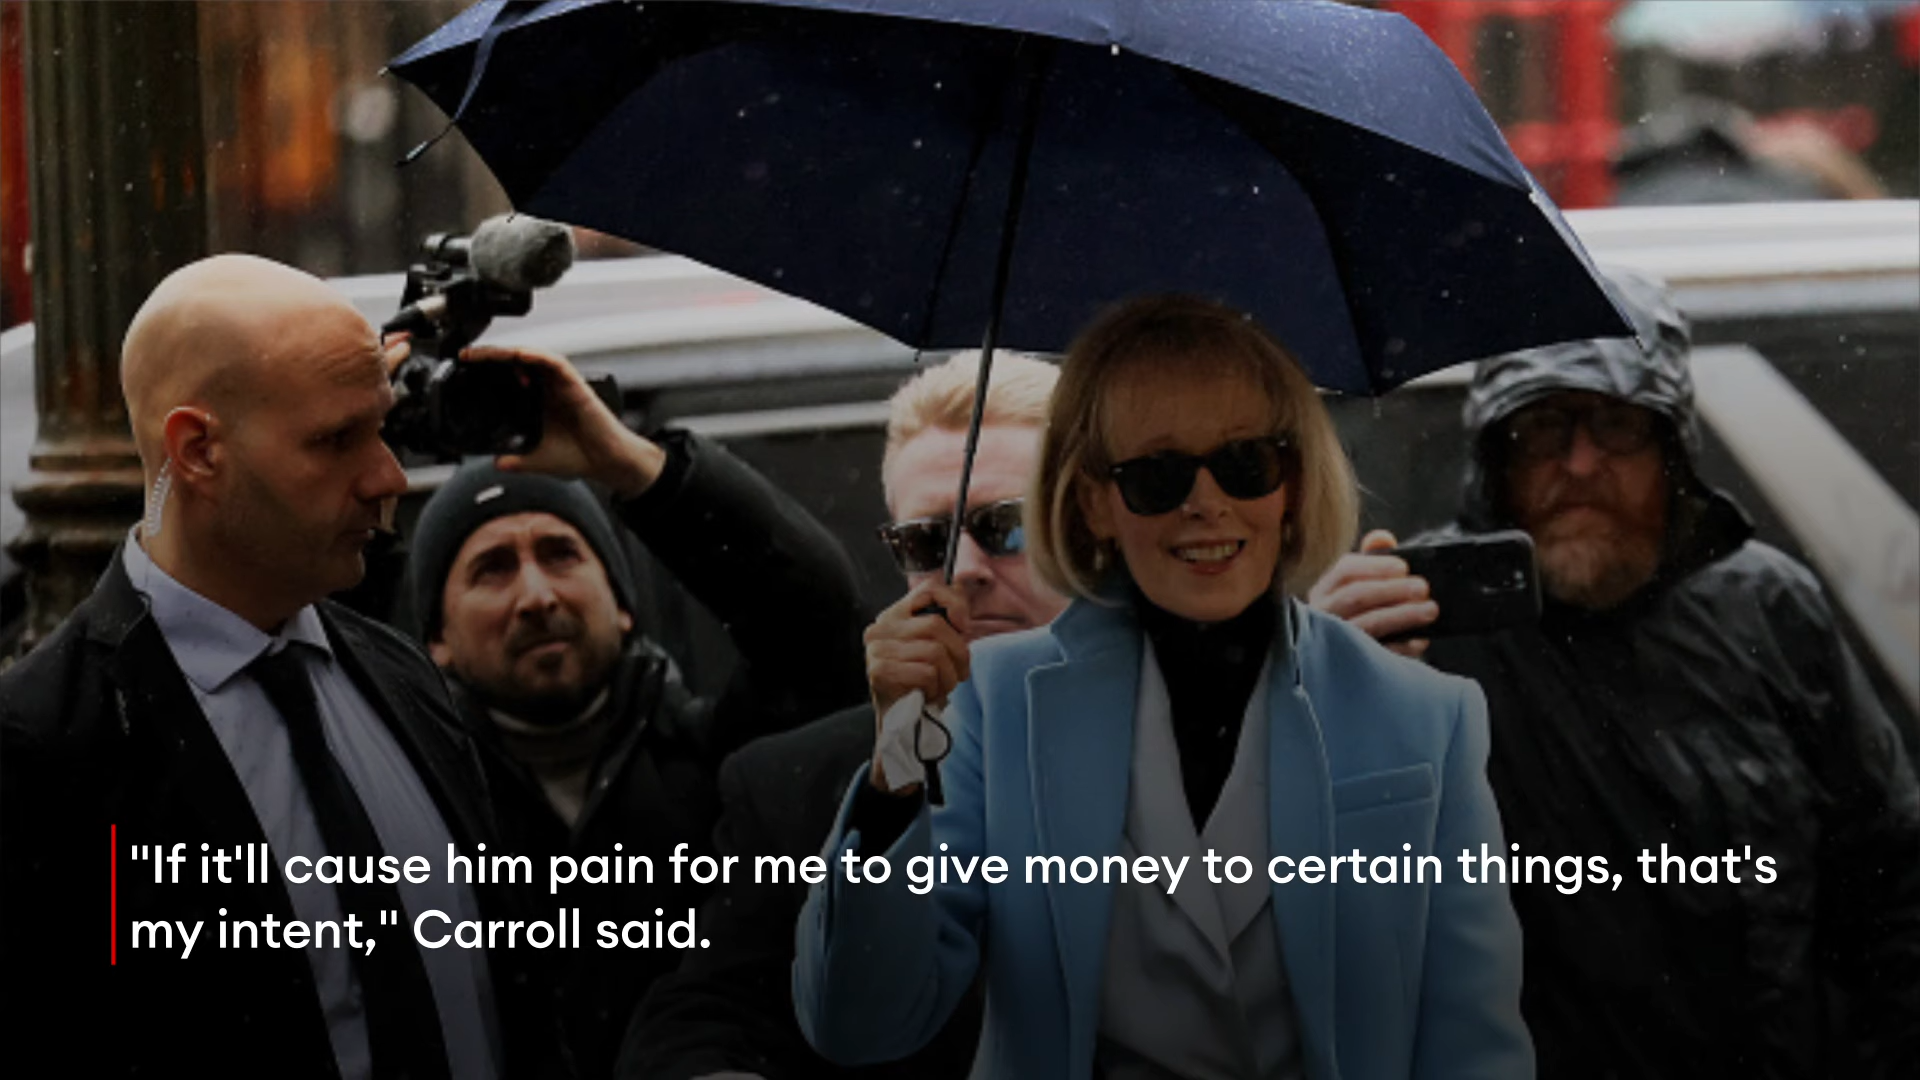 "If it'll cause him pain for me to give money to certain things, that's
my intent," Carroll said.